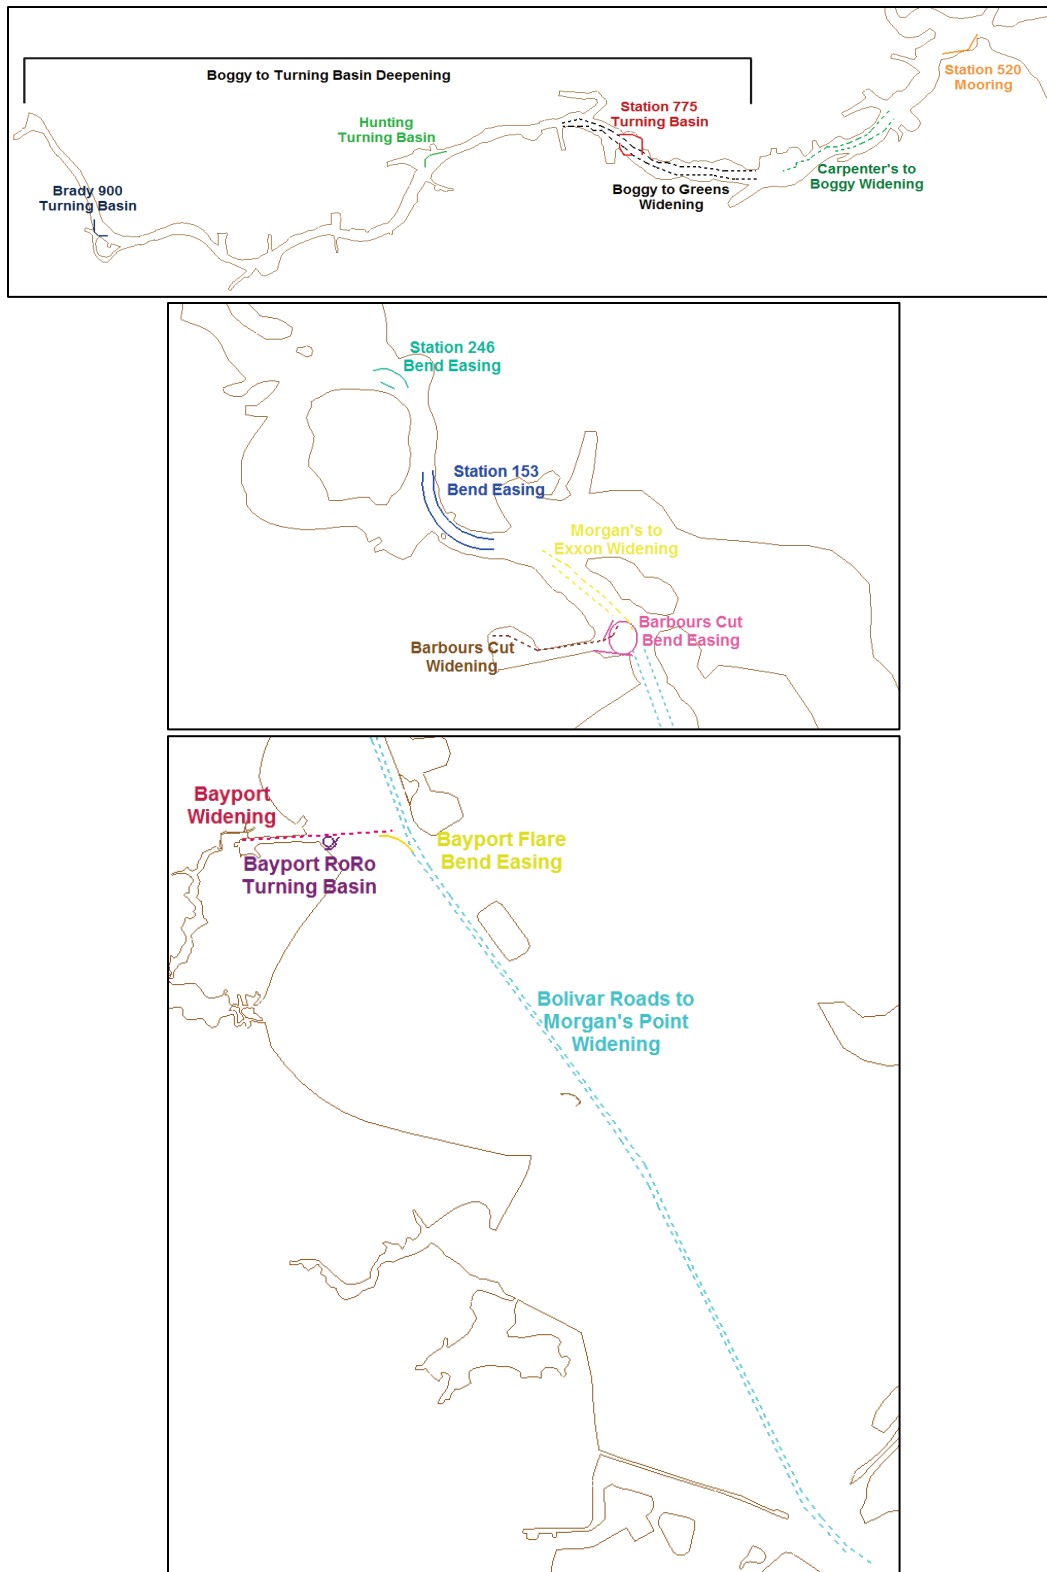 Boggy to Turning Basin Deepening
Station 520
Mooring
Station 775
Turning Basin
Hunting
Turning Basin
Carpenter's to
Boggy Widening
Brady 900
Turning Basin
Boggy to Greens
Widening
Station 246
Bend Easing
Station 153
Bend Easing
Morgan's to
Exxon Widening
Barbours Cut
Bend Easing
Barbours Cut
Widening
Bayport
Widening
Bayport Flare
Bend Easing
Bayport RoRo
Turning Basin
Bolivar Roads to
Morgan's Point
Widening